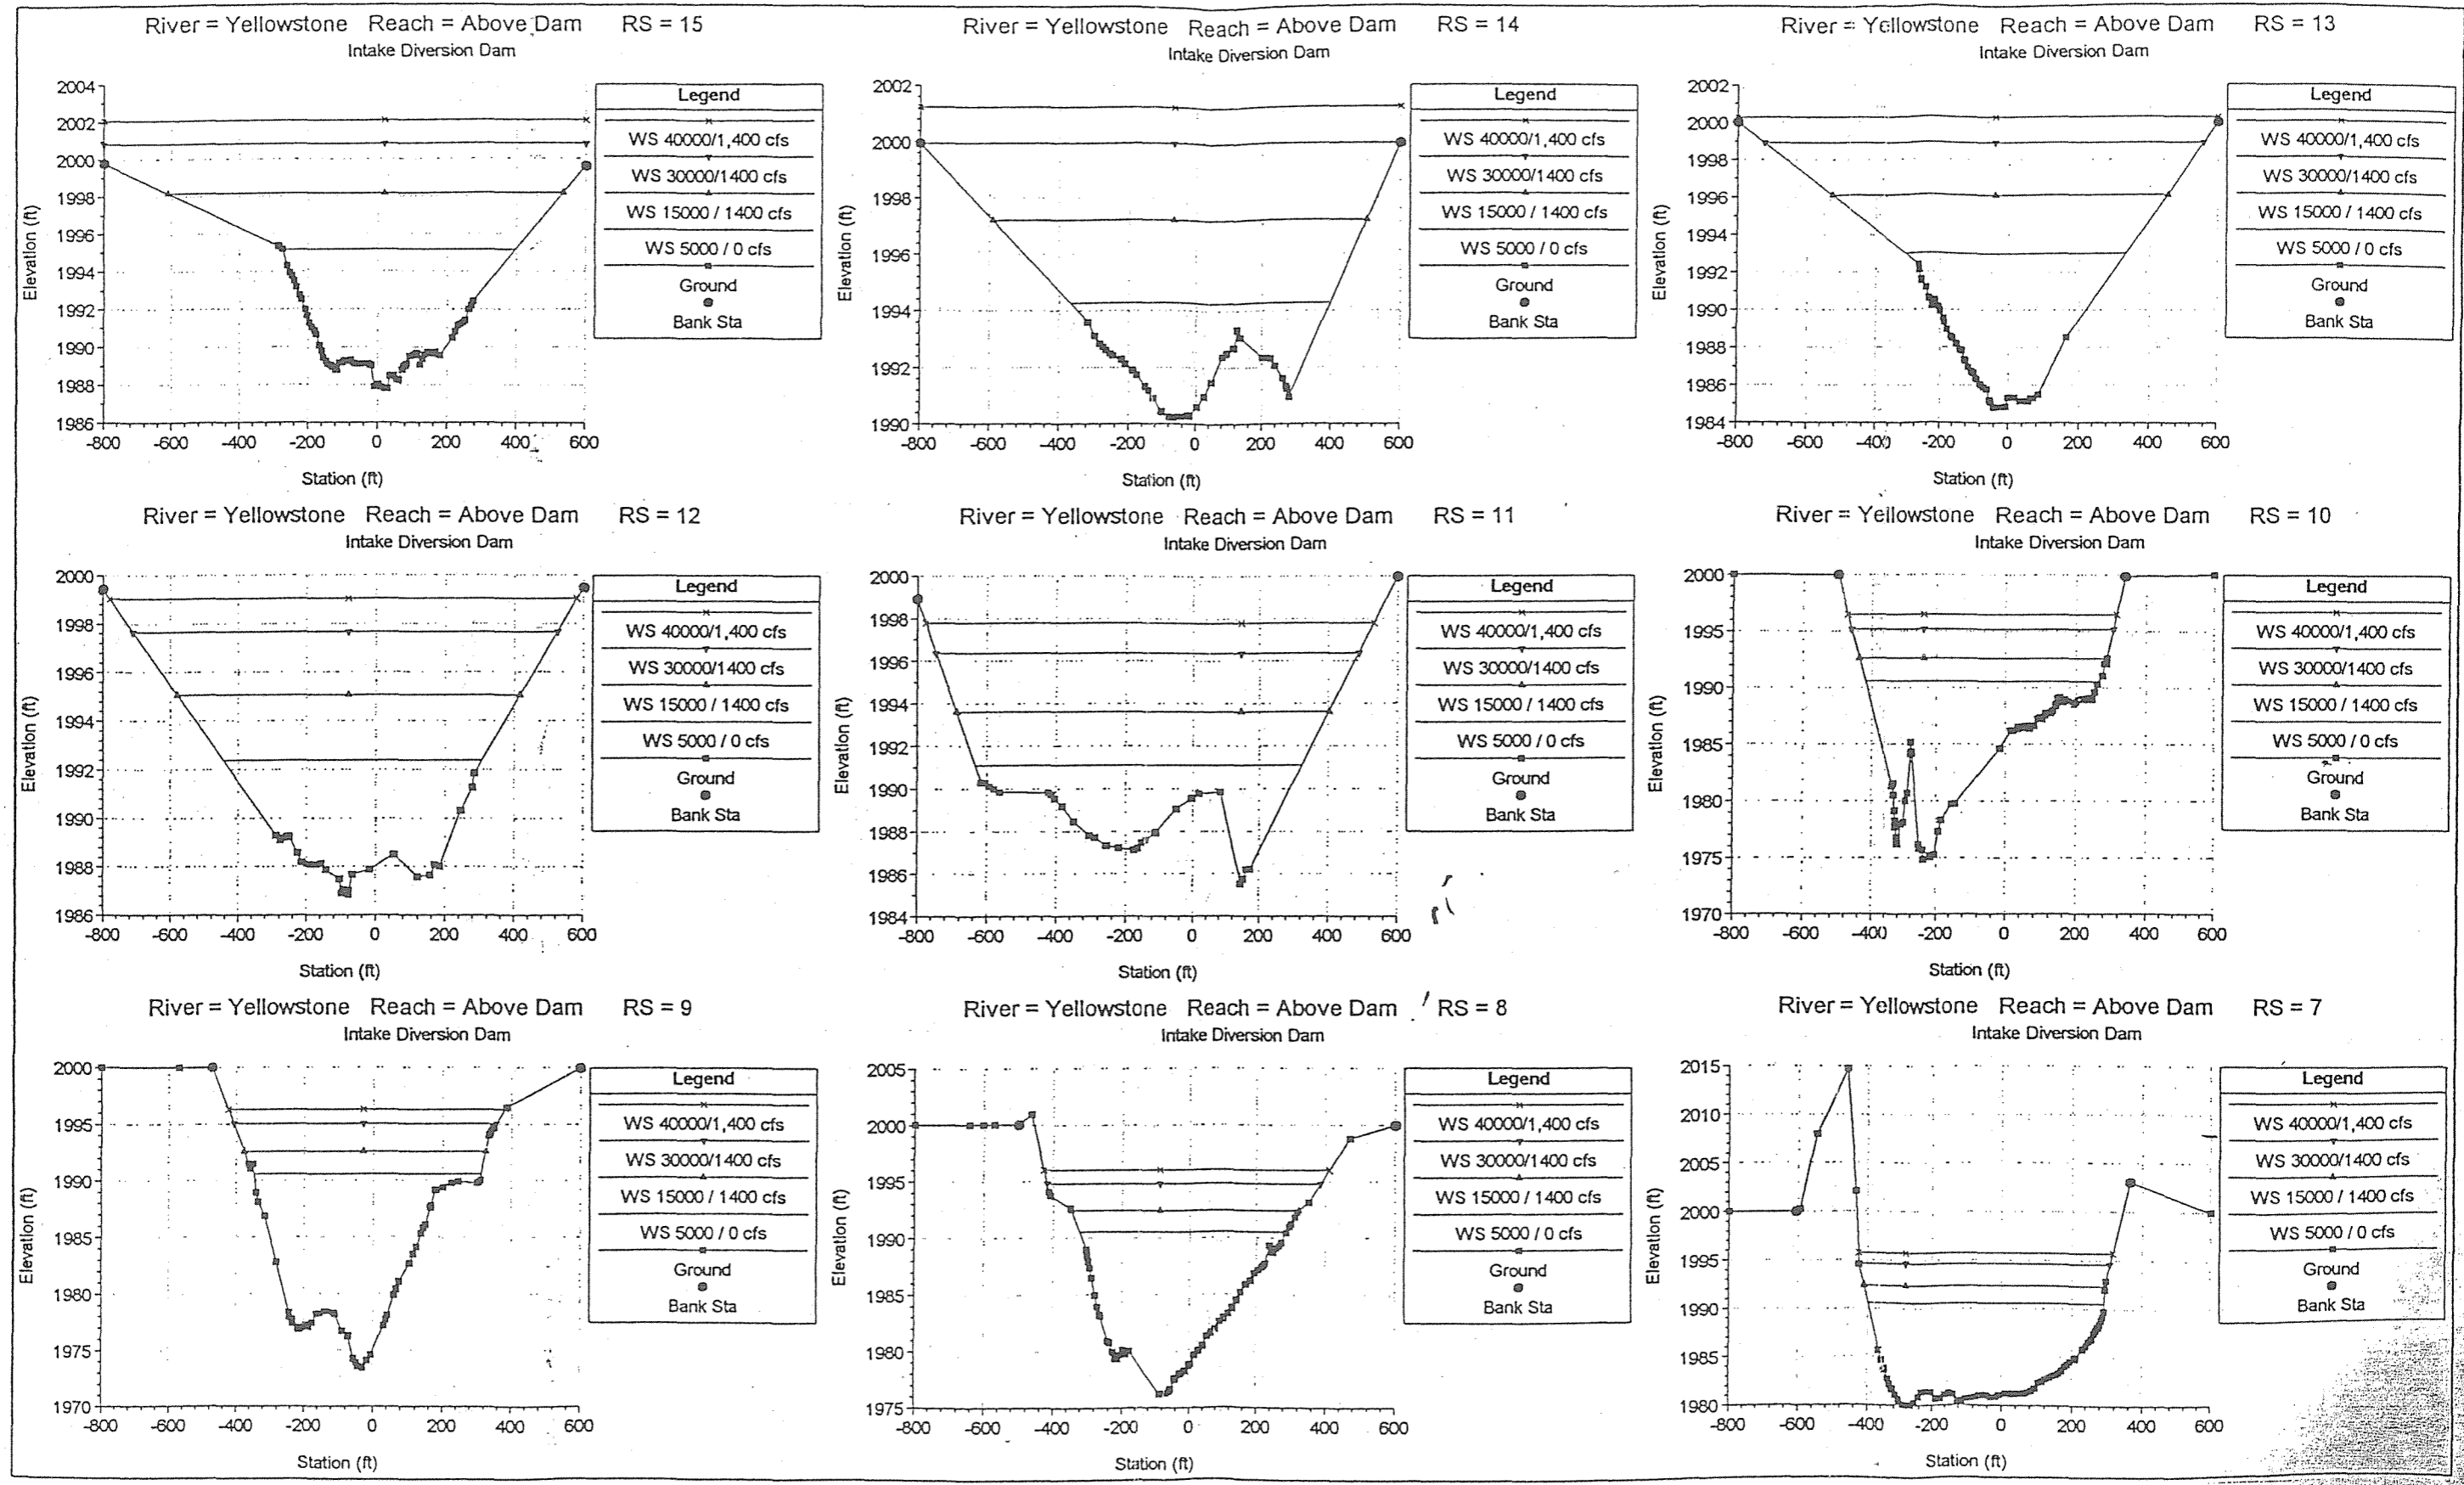 River = Yellowstone Reach = Above Dam RS = 15
Intake Diversion Dam
Elevation (ft)
2004
2002
2000
1998
1996
1994
1992
1990
1988
1986
-800 -600 -400 -200 0 200 400 600
Station (ft)
Legend
WS 40000/1,400 cfs
WS 30000/1400 cfs
WS 15000 / 1400 cfs
WS 5000 / 0 cfs
Ground
Bank Sta
River = Yellowstone Reach = Above Dam RS = 14
Intake Diversion Dam
Elevation (ft)
2002
2000
1998
1996
1994
1992
1990
-800 -600 -400 -200 0 200 400 600
Station (ft)
Legend
WS 40000/1,400 cfs
WS 30000/1400 cfs
WS 15000 / 1400 cfs
WS 5000 / 0 cfs
Ground
Bank Sta
River = Yellowstone Reach = Above Dam RS = 13
Intake Diversion Dam
Elevation (ft)
2002
2000
1998
1996
1994
1992
1990
1988
1986
1984
-800 -600 -400 -200 0 200 400 600
Station (ft)
Legend
WS 40000/1,400 cfs
WS 30000/1400 cfs
WS 15000 / 1400 cfs
WS 5000 / 0 cfs
Ground
Bank Sta
River = Yellowstone Reach = Above Dam RS = 12
Intake Diversion Dam
Elevation (ft)
2000
1998
1996
1994
1992
1990
1988
1986
-800 -600 -400 -200 0 200 400 600
Station (ft)
Legend
WS 40000/1,400 cfs
WS 30000/1400 cfs
WS 15000 / 1400 cfs
WS 5000 / 0 cfs
Ground
Bank Sta
River = Yellowstone Reach = Above Dam RS = 11
Intake Diversion Dam
Elevation (ft)
2000
1998
1996
1994
1992
1990
1988
1986
1984
-800 -600 -400 -200 0 200 400 600
Station (ft)
Legend
WS 40000/1,400 cfs
WS 30000/1400 cfs
WS 15000 / 1400 cfs
WS 5000 / 0 cfs
Ground
Bank Sta
River = Yellowstone Reach = Above Dam RS = 10
Intake Diversion Dam
Elevation (ft)
2000
1995
1990
1985
1980
1975
1970
-800 -600 -400 -200 0 200 400 600
Station (ft)
Legend
WS 40000/1,400 cfs
WS 30000/1400 cfs
WS 15000 / 1400 cfs
WS 5000 / 0 cfs
Ground
Bank Sta
River = Yellowstone Reach = Above Dam RS = 9
Intake Diversion Dam
Elevation (ft)
2000
1995
1990
1985
1980
1975
1970
-800 -600 -400 -200 0 200 400 600
Station (ft)
Legend
WS 40000/1,400 cfs
WS 30000/1400 cfs
WS 15000 / 1400 cfs
WS 5000 / 0 cfs
Ground
Bank Sta
River = Yellowstone Reach = Above Dam RS = 8
Intake Diversion Dam
Elevation (ft)
2005
2000
1995
1990
1985
1980
1975
-800 -600 -400 -200 0 200 400 600
Station (ft)
Legend
WS 40000/1,400 cfs
WS 30000/1400 cfs
WS 15000 / 1400 cfs
WS 5000 / 0 cfs
Ground
Bank Sta
River = Yellowstone Reach = Above Dam RS = 7
Intake Diversion Dam
Elevation (ft)
2015
2010
2005
2000
1995
1990
1985
1980
-800 -600 -400 -200 0 200 400 600
Station (ft)
Legend
WS 40000/1,400 cfs
WS 30000/1400 cfs
WS 15000 / 1400 cfs
WS 5000 / 0 cfs
Ground
Bank Sta